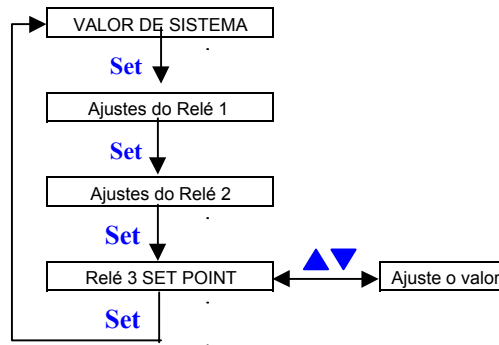 VALOR DE SISTEMA
Set
Ajustes do Relé 1
Set
Ajustes do Relé 2
Set
Relé 3 SET POINT
Ajuste o valor
Set